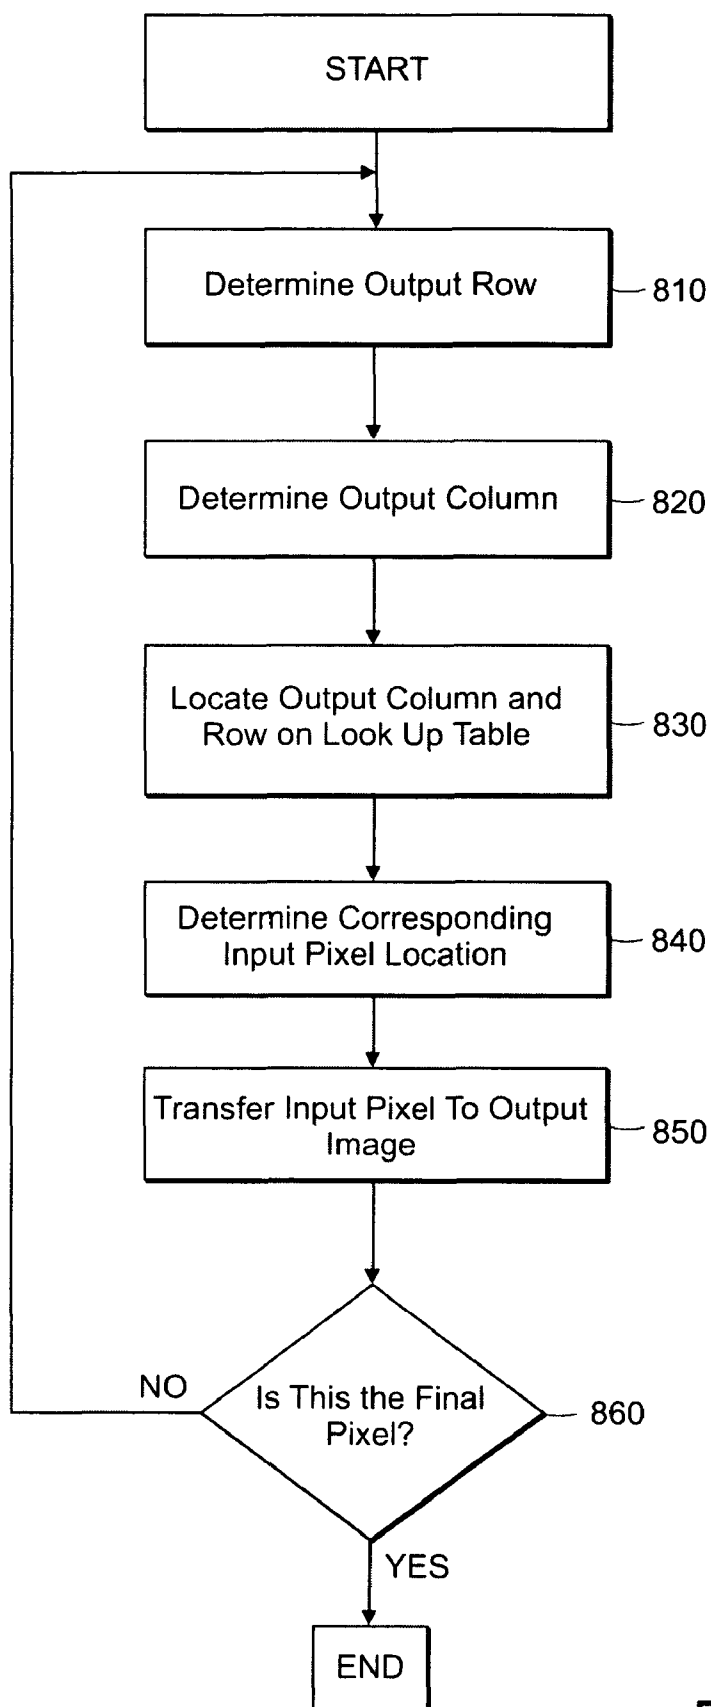 START
Determine Output Row
810
Determine Output Column
820
Locate Output Column and
Row on Look Up Table
830
Determine Corresponding
Input Pixel Location
840
Transfer Input Pixel To Output
Image
850
NO
Is This the Final
Pixel?
860
YES
END